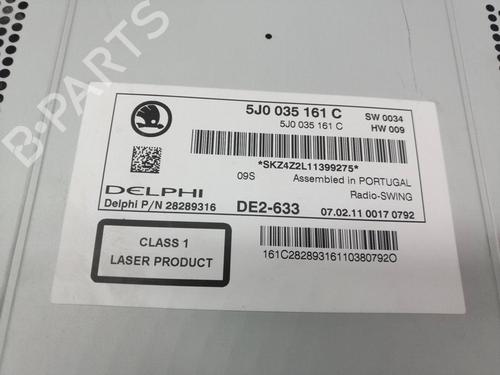 B-PARTS
5J0 035 161 C SW 0034
5J0 035 161 C HW 009
*SKZ4Z2L11399275*
09S Assembled in PORTUGAL
Radio-SWING
DELPHI
Delphi P/N 28289316 DE2-633 07.02.11 0017 0792
CLASS 1
LASER PRODUCT
161C28289316110380792O